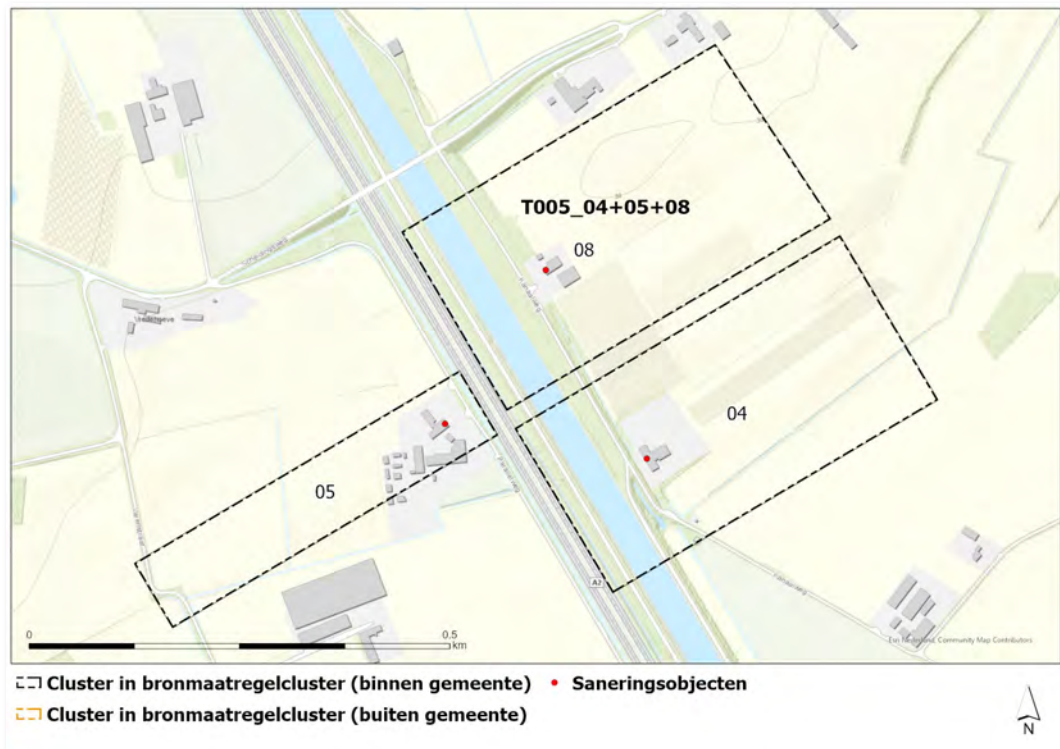 T005_04+05+08
08
04
05
A2
0
0.5
km
Esri Nederland, Community Map Contributors
Cluster in bronmaatregelcluster (binnen gemeente)
Saneringsobjecten
Cluster in bronmaatregelcluster (buiten gemeente)
N